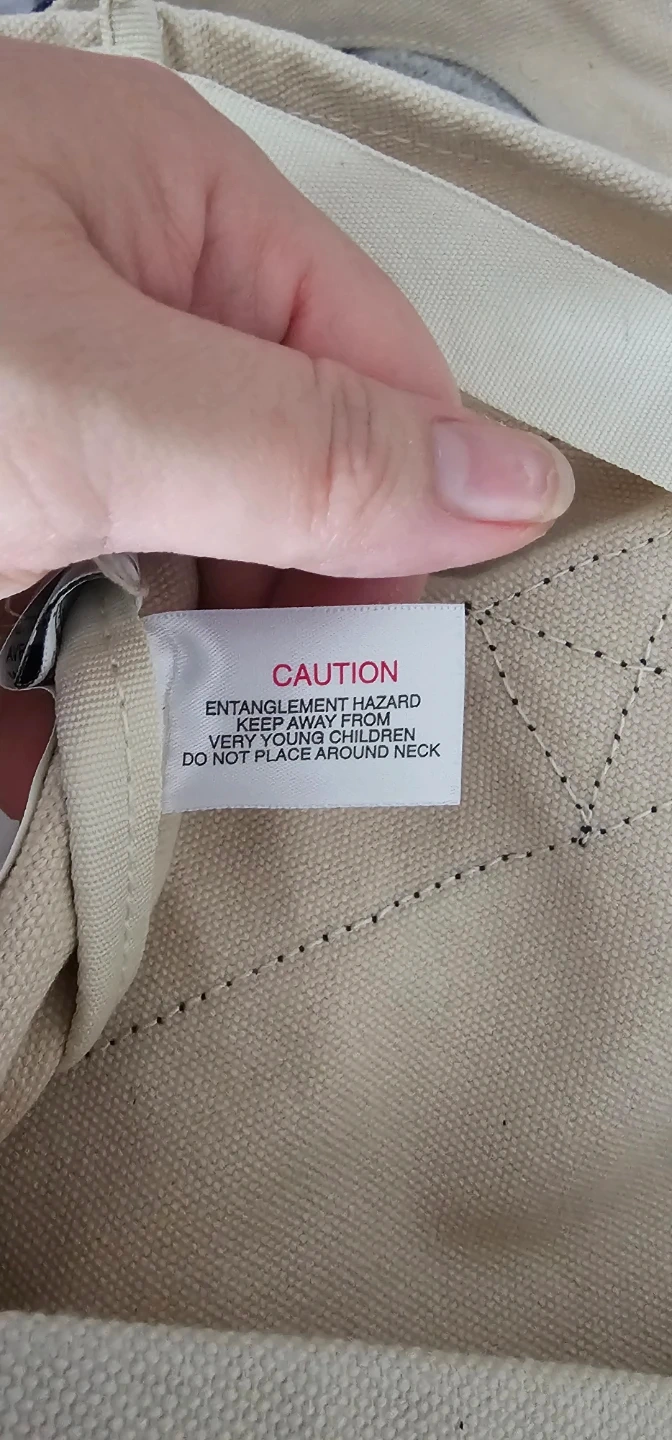 CAUTION
ENTANGLEMENT HAZARD
KEEP AWAY FROM
VERY YOUNG CHILDREN
DO NOT PLACE AROUND NECK